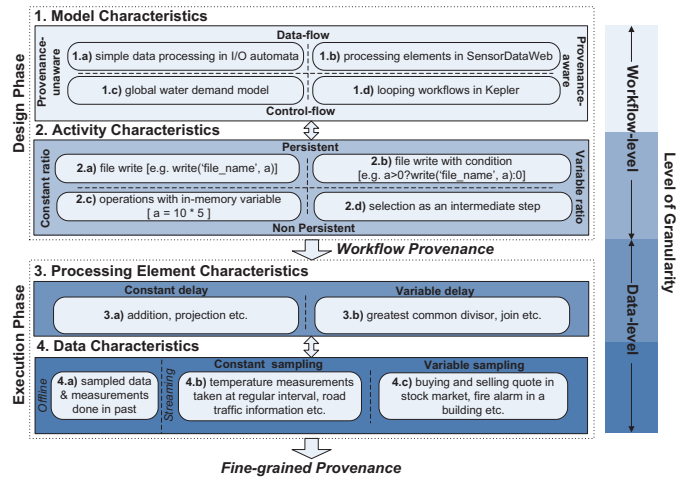 1. Model Characteristics
Data-flow
Provenance-
unaware
1.a) simple data processing in I/O automata
1.b) processing elements in SensorDataWeb
Provenance-
aware
1.c) global water demand model
1.d) looping workflows in Kepler
Control-flow
Design Phase
2. Activity Characteristics
Persistent
Constant ratio
2.a) file write [e.g. write('file_name', a)]
2.b) file write with condition
[e.g. a>0?write('file_name', a):0]
Variable ratio
2.c) operations with in-memory variable
[ a = 10 * 5 ]
2.d) selection as an intermediate step
Non Persistent
Workflow Provenance
3. Processing Element Characteristics
Constant delay
Variable delay
3.a) addition, projection etc.
3.b) greatest common divisor, join etc.
Execution Phase
4. Data Characteristics
Constant sampling
Variable sampling
Offline
4.a) sampled data
& measurements
done in past
Streaming
4.b) temperature measurements
taken at regular interval, road
traffic information etc.
4.c) buying and selling quote in
stock market, fire alarm in a
building etc.
Fine-grained Provenance
Workflow-level
Data-level
Level of Granularity